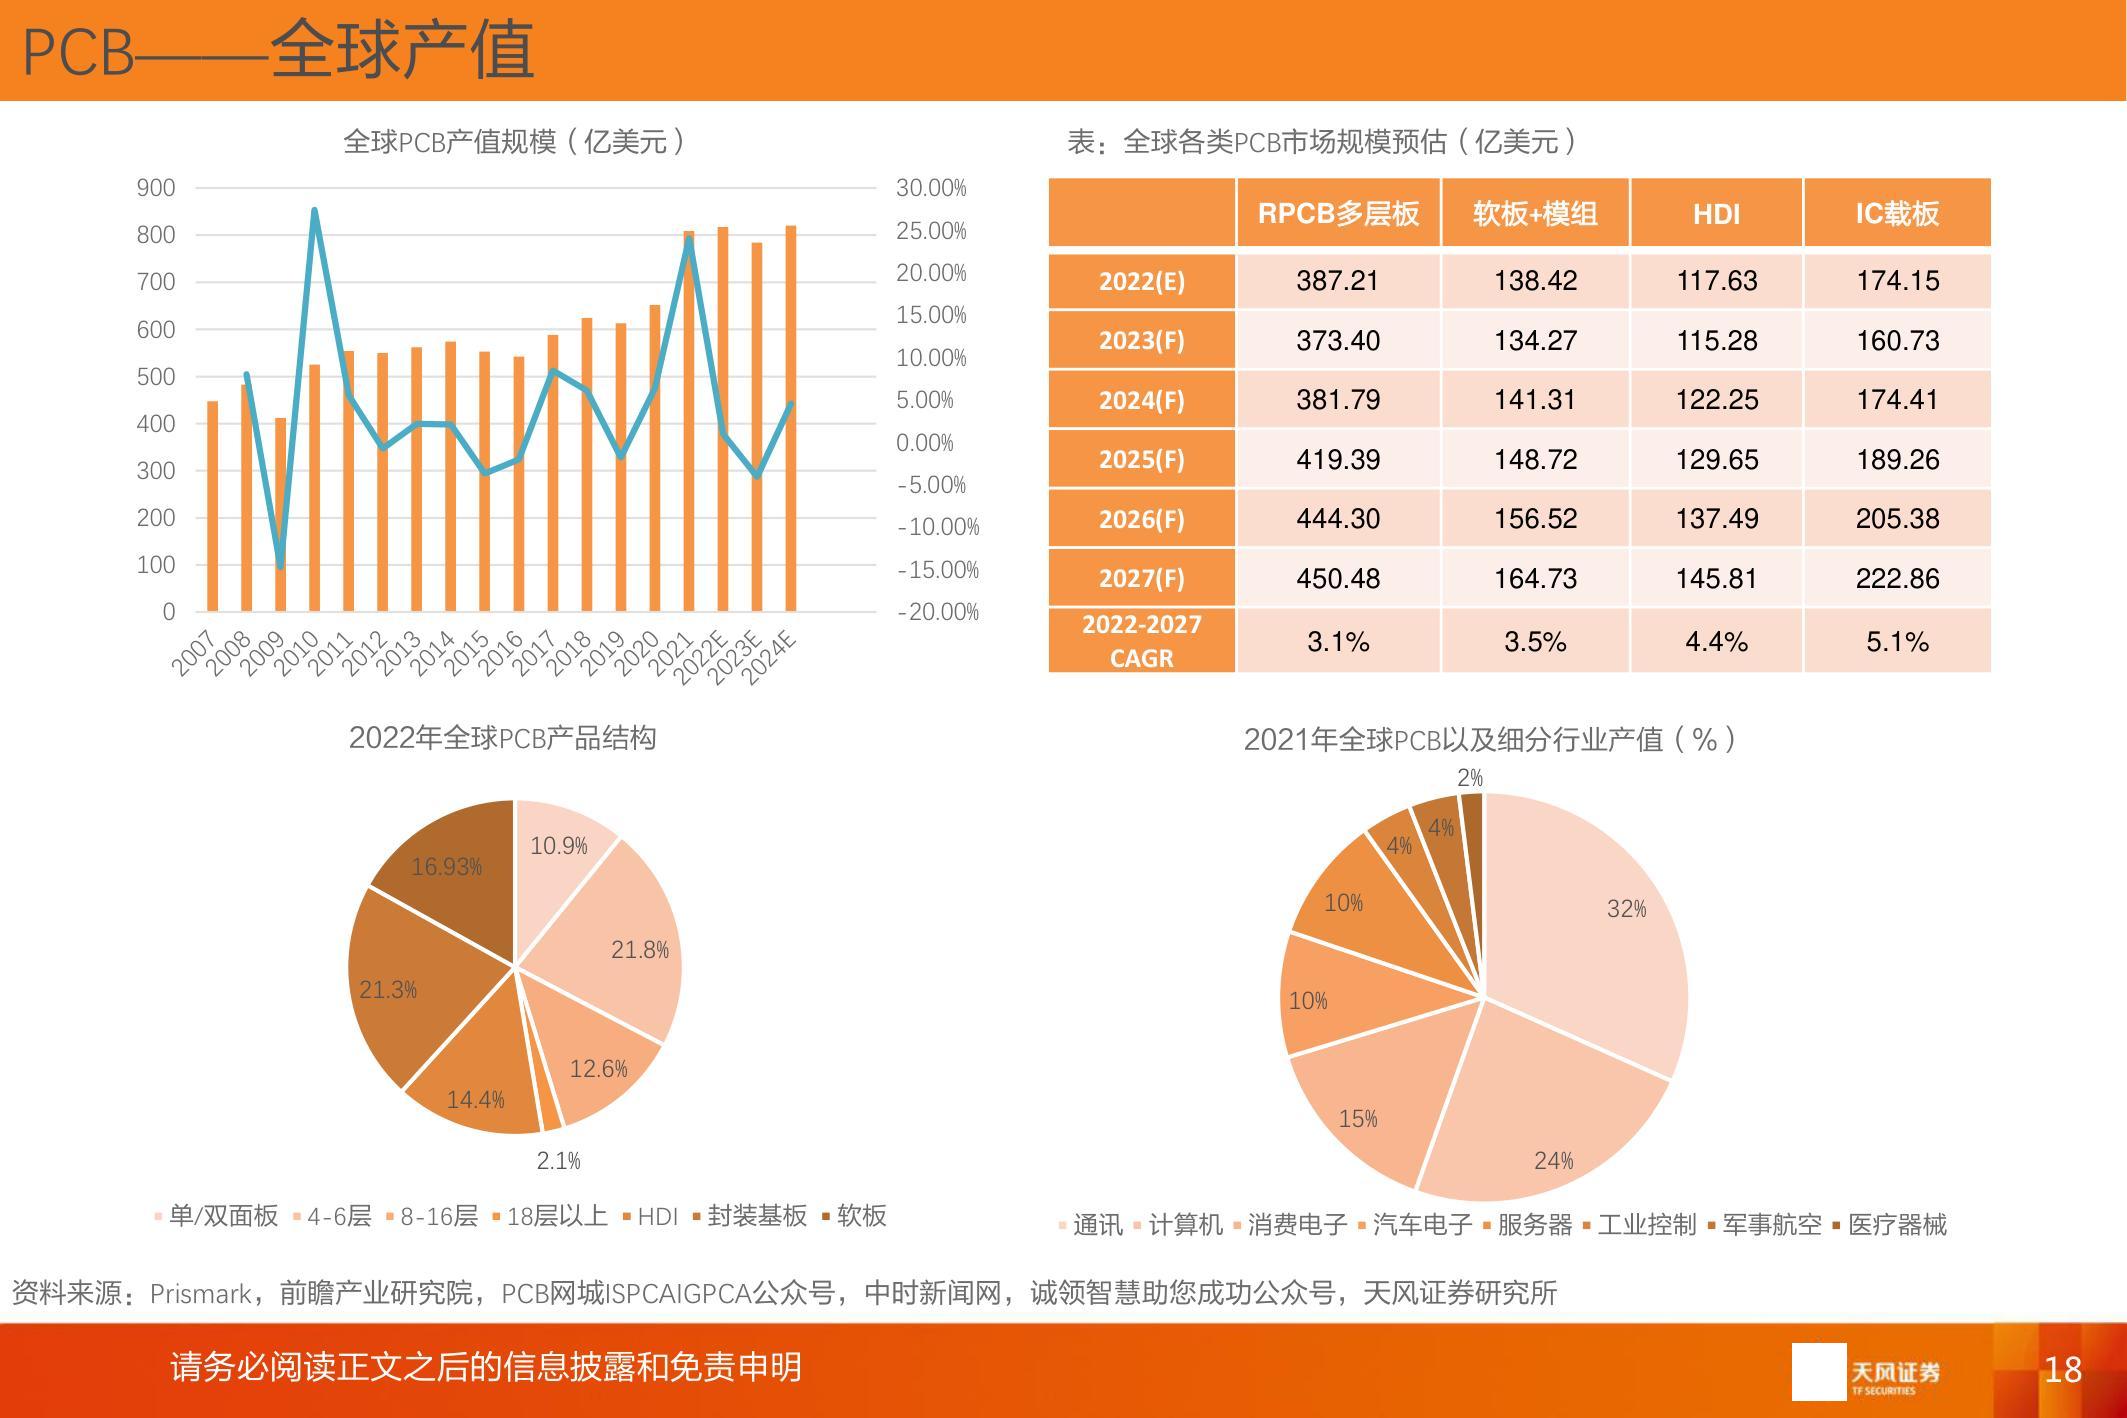 PCB——全球产值
全球PCB产值规模（亿美元）
900
800
700
600
500
400
300
200
100
0
30.00%
25.00%
20.00%
15.00%
10.00%
5.00%
0.00%
-5.00%
-10.00%
-15.00%
-20.00%
2007 2008 2009 2010 2011 2012 2013 2014 2015 2016 2017 2018 2019 2020 2021 2022E 2023E 2024E
表：全球各类PCB市场规模预估（亿美元）
RPCB多层板 软板+模组 HDI IC载板
2022(E) 387.21 138.42 117.63 174.15
2023(F) 373.40 134.27 115.28 160.73
2024(F) 381.79 141.31 122.25 174.41
2025(F) 419.39 148.72 129.65 189.26
2026(F) 444.30 156.52 137.49 205.38
2027(F) 450.48 164.73 145.81 222.86
2022-2027
CAGR 3.1% 3.5% 4.4% 5.1%
2022年全球PCB产品结构
10.9%
21.8%
12.6%
2.1%
14.4%
21.3%
16.93%
单/双面板 4-6层 8-16层 18层以上 HDI 封装基板 软板
2021年全球PCB以及细分行业产值（%）
32%
24%
15%
10%
10%
4%
4%
2%
通讯 计算机 消费电子 汽车电子 服务器 工业控制 军事航空 医疗器械
资料来源：Prismark，前瞻产业研究院，PCB网城ISPCAIGPCA公众号，中时新闻网，诚领智慧助您成功公众号，天风证券研究所
请务必阅读正文之后的信息披露和免责申明
天风证券
TF SECURITIES
18